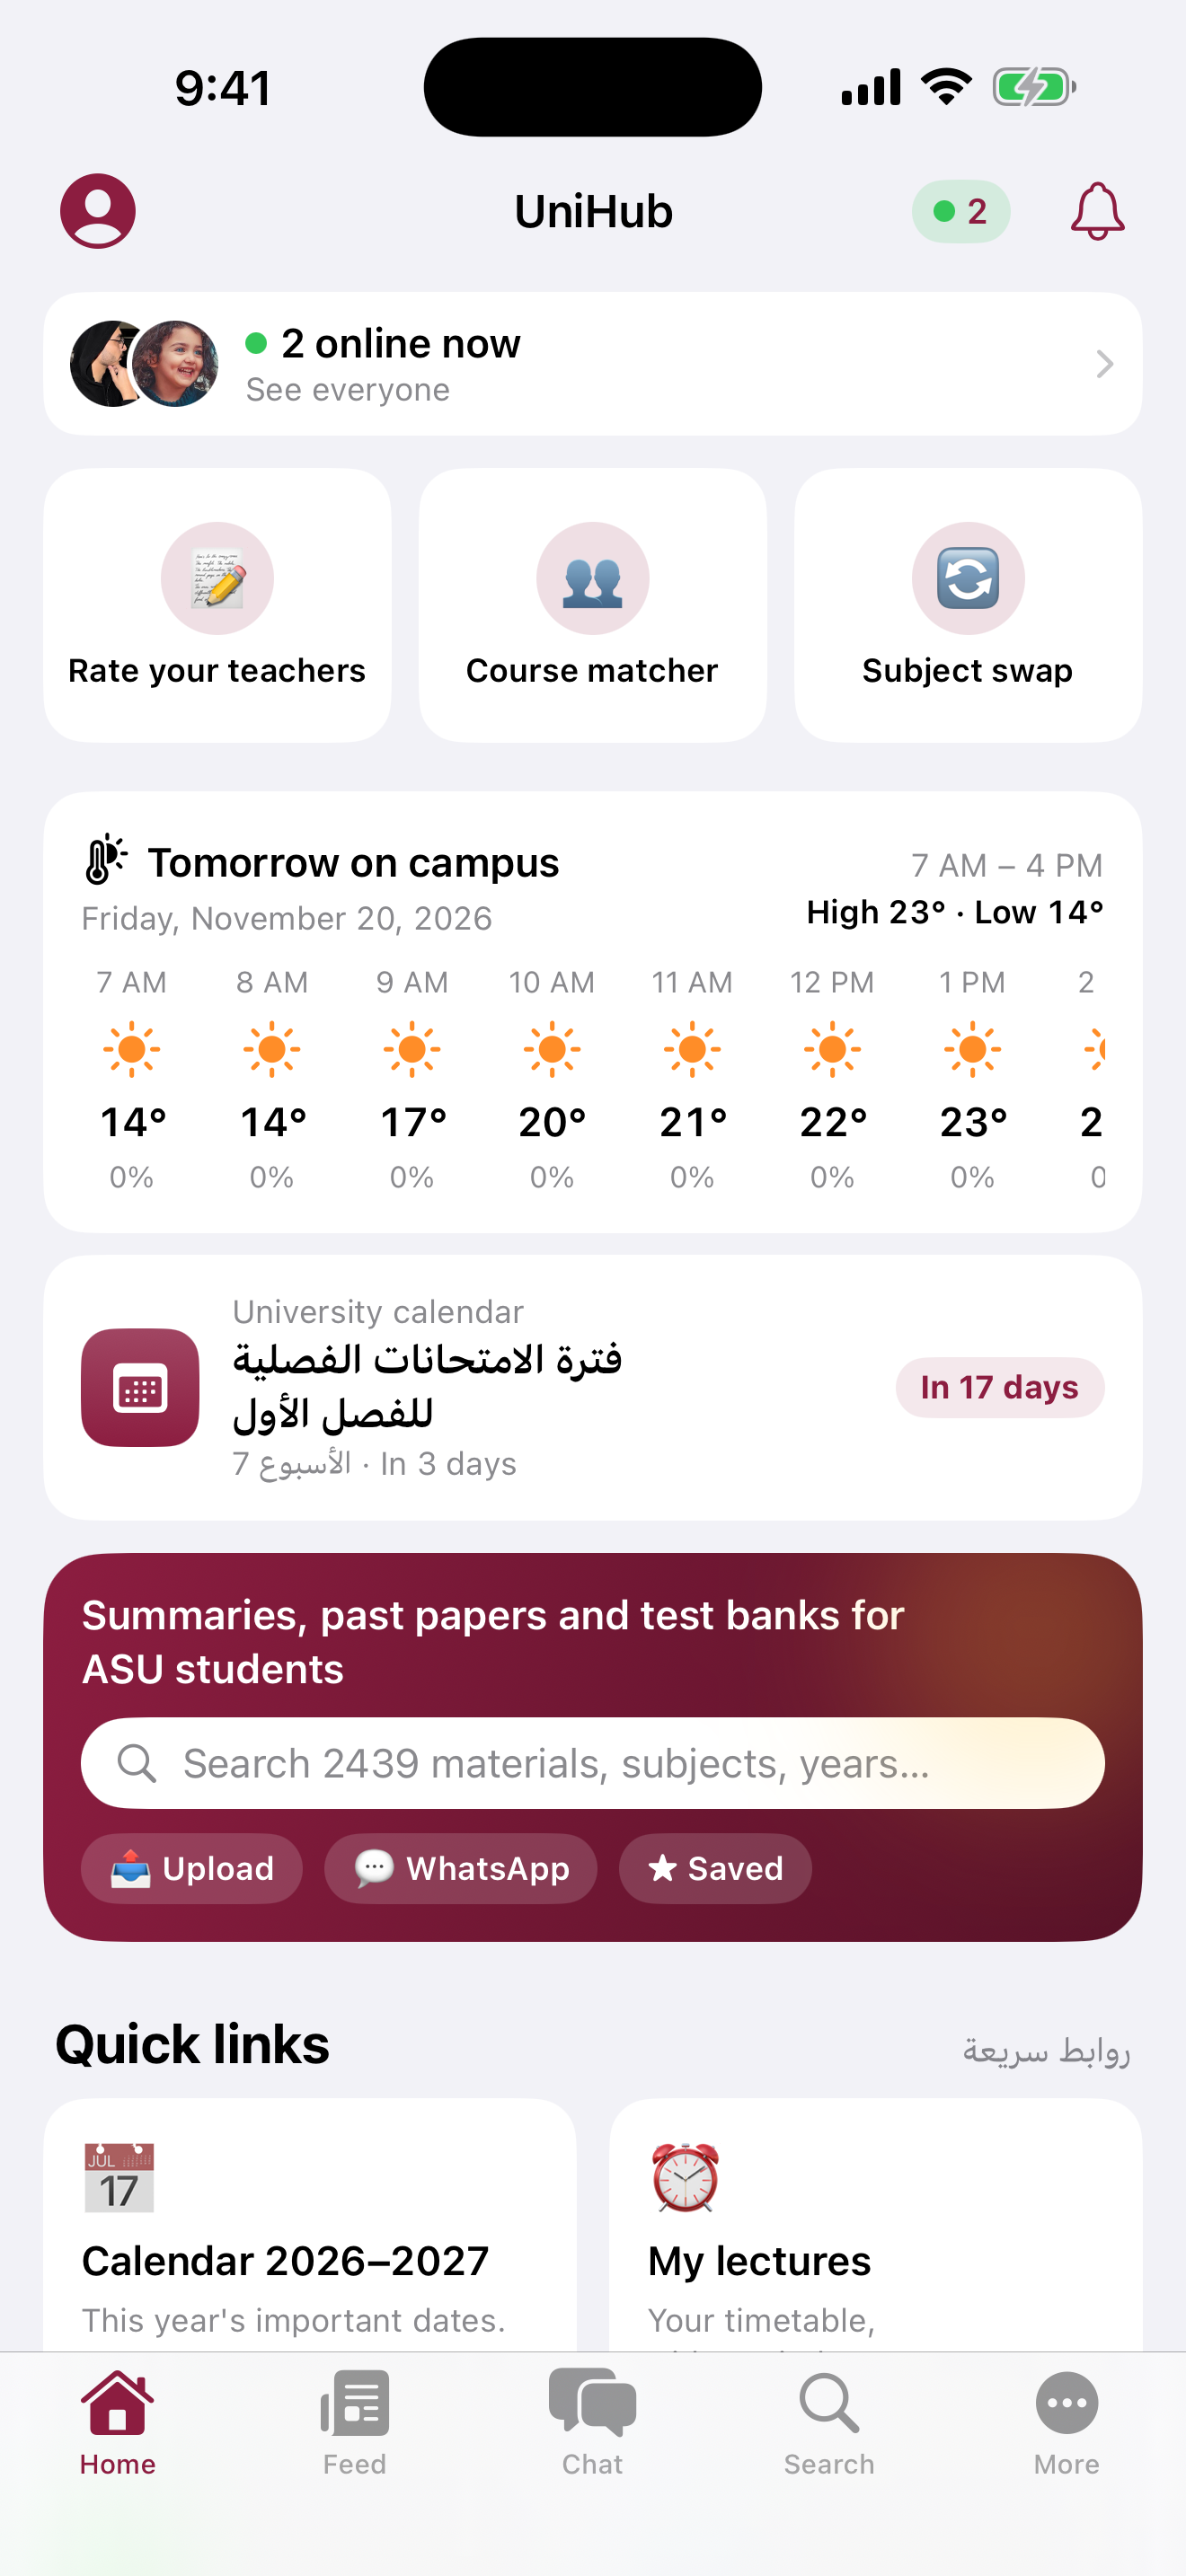 9:41
UniHub
2
2 online now
See everyone
Rate your teachers
Course matcher
Subject swap
Tomorrow on campus
7 AM – 4 PM
Friday, November 20, 2026
High 23° · Low 14°
7 AM 8 AM 9 AM 10 AM 11 AM 12 PM 1 PM 2
14° 14° 17° 20° 21° 22° 23° 2
0% 0% 0% 0% 0% 0% 0% 0
University calendar
فترة الامتحانات الفصلية
للفصل الأول
الأسبوع 7 · In 3 days
In 17 days
Summaries, past papers and test banks for
ASU students
Search 2439 materials, subjects, years...
Upload
WhatsApp
Saved
Quick links
روابط سريعة
JUL
17
Calendar 2026–2027
This year's important dates.
My lectures
Your timetable,
Home
Feed
Chat
Search
More